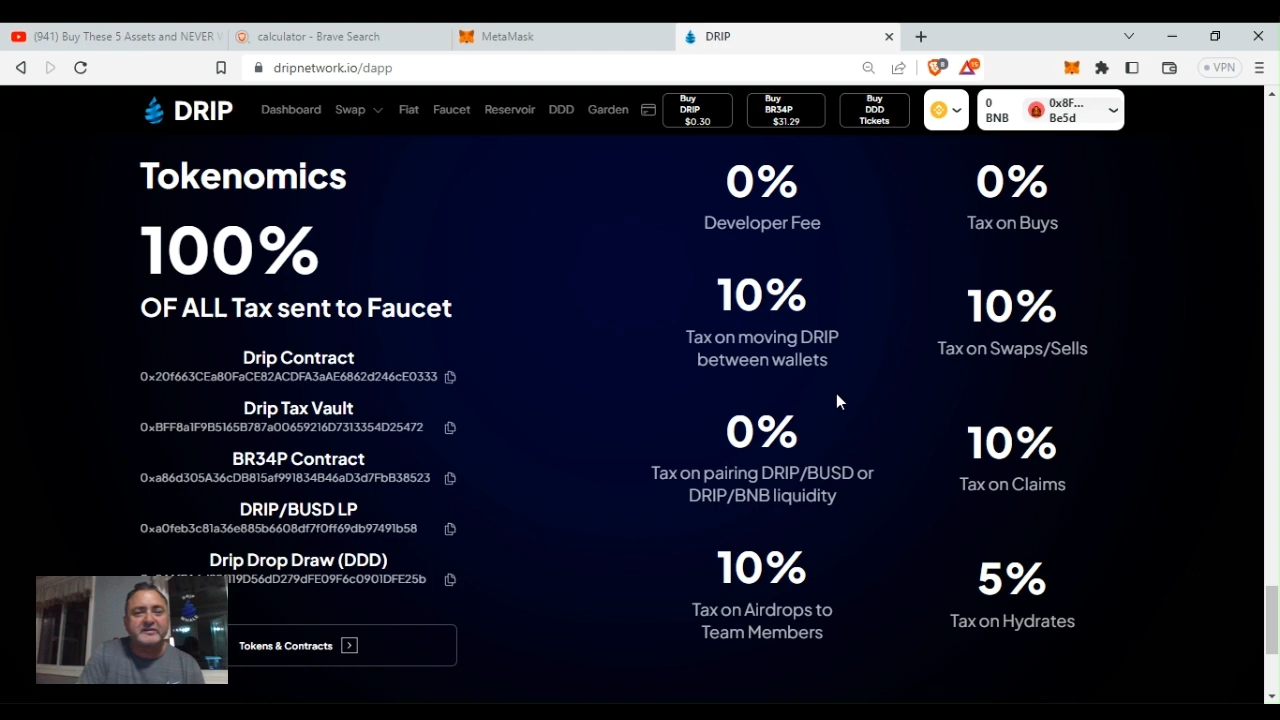 (941) Buy These 5 Assets and NEVER
calculator - Brave Search
MetaMask
DRIP
dripnetwork.io/dapp
8
15
VPN
DRIP
Dashboard
Swap
Fiat
Faucet
Reservoir
DDD
Garden
Buy
DRIP
$0.30
Buy
BR34P
$31.29
Buy
DDD
Tickets
0
BNB
0x8F...
Be5d
Tokenomics
100%
OF ALL Tax sent to Faucet
Drip Contract
0x20f663CEa80FaCE82ACDFA3aAE6862d246cE0333
Drip Tax Vault
0xBFF8a1F9B5165B787a00659216D7313354D25472
BR34P Contract
0xa86d305A36cDB815af991834B46aD3d7FbB38523
DRIP/BUSD LP
0xa0feb3c81a36e885b6608df7f0ff69db97491b58
Drip Drop Draw (DDD)
Tokens & Contracts
0%
Developer Fee
0%
Tax on Buys
10%
Tax on moving DRIP
between wallets
10%
Tax on Swaps/Sells
0%
Tax on pairing DRIP/BUSD or
DRIP/BNB liquidity
10%
Tax on Claims
10%
Tax on Airdrops to
Team Members
5%
Tax on Hydrates